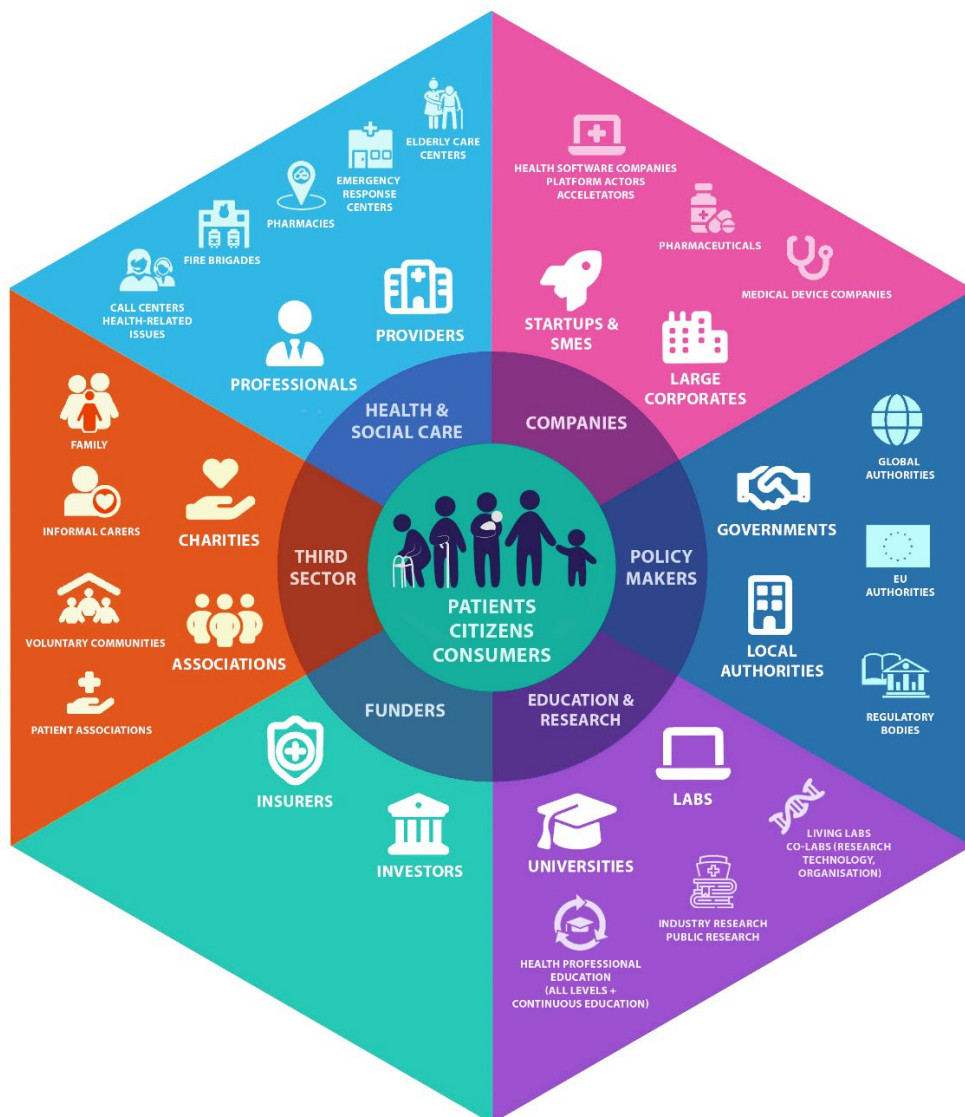 ELDERLY CARE
CENTERS
EMERGENCY
RESPONSE
CENTERS
PHARMACIES
FIRE BRIGADES
CALL CENTERS
HEALTH-RELATED
ISSUES
PROVIDERS
PROFESSIONALS
HEALTH &
SOCIAL CARE
HEALTH SOFTWARE COMPANIES
PLATFORM ACTORS
ACCELETATORS
PHARMACEUTICALS
MEDICAL DEVICE COMPANIES
STARTUPS &
SMES
LARGE
CORPORATES
COMPANIES
GLOBAL
AUTHORITIES
GOVERNMENTS
EU
AUTHORITIES
LOCAL
AUTHORITIES
REGULATORY
BODIES
POLICY
MAKERS
FAMILY
INFORMAL CARERS
CHARITIES
VOLUNTARY COMMUNITIES
ASSOCIATIONS
PATIENT ASSOCIATIONS
THIRD
SECTOR
PATIENTS
CITIZENS
CONSUMERS
FUNDERS
INSURERS
INVESTORS
EDUCATION &
RESEARCH
LABS
UNIVERSITIES
LIVING LABS
CO-LABS (RESEARCH
TECHNOLOGY,
ORGANISATION)
INDUSTRY RESEARCH
PUBLIC RESEARCH
HEALTH PROFESSIONAL
EDUCATION
(ALL LEVELS +
CONTINUOUS EDUCATION)